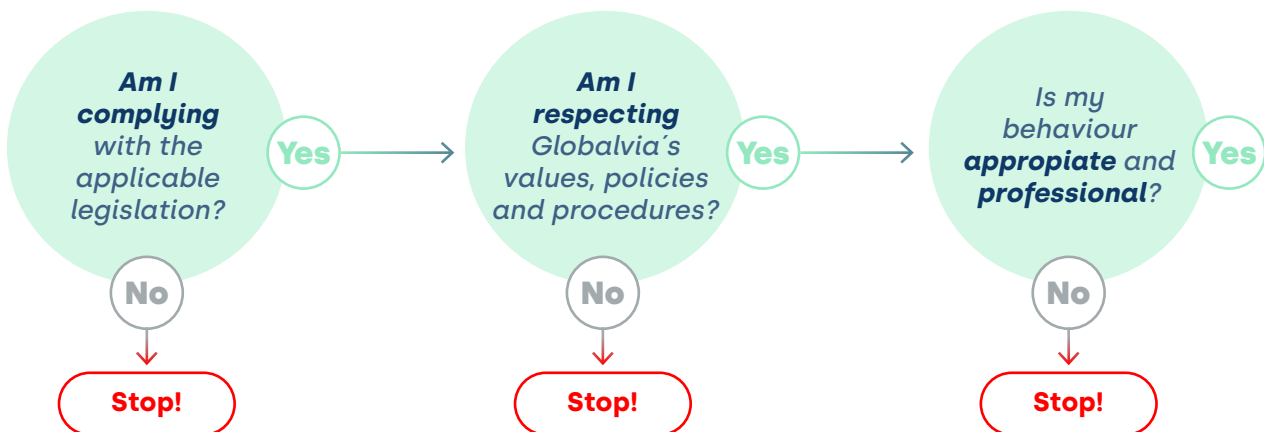 Am I
complying
with the
applicable
legislation?
Yes
No
Stop!
Am I
respecting
Globalvia´s
values, policies
and procedures?
Yes
No
Stop!
Is my
behaviour
appropiate and
professional?
Yes
No
Stop!